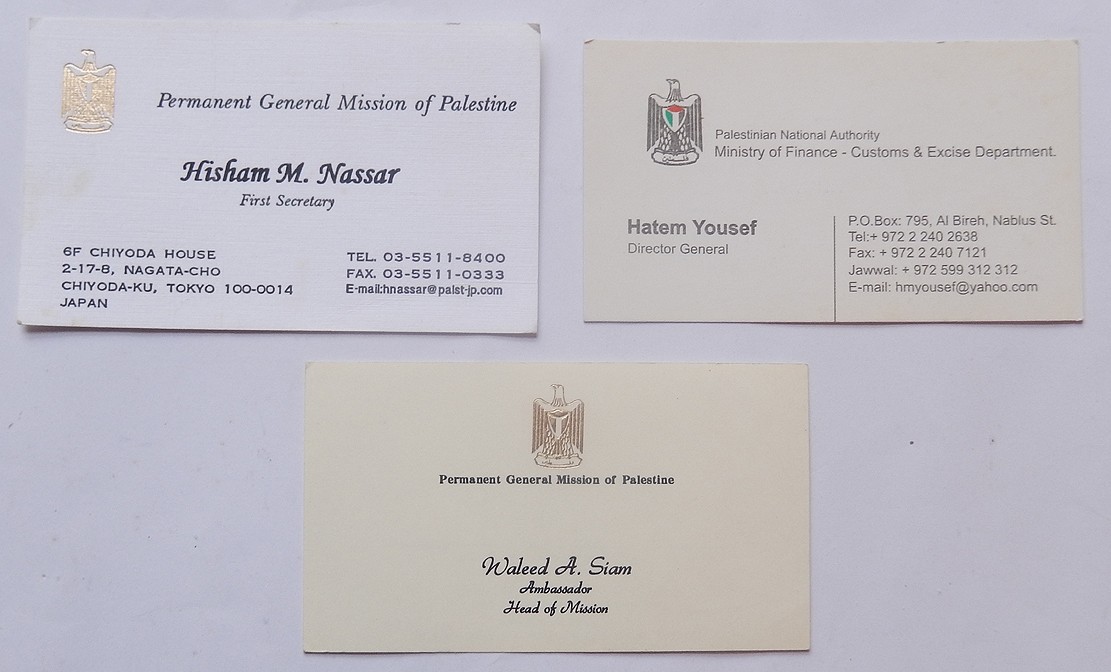 Permanent General Mission of Palestine
Hisham M. Nassar
First Secretary
6F CHIYODA HOUSE
2-17-8, NAGATA-CHO
CHIYODA-KU, TOKYO 100-0014
JAPAN
TEL. 03-5511-8400
FAX. 03-5511-0333
E-mail:hnassar@palst-jp.com
Palestinian National Authority
Ministry of Finance - Customs & Excise Department.
Hatem Yousef
Director General
P.O.Box: 795, Al Bireh, Nablus St.
Tel:+ 972 2 240 2638
Fax: + 972 2 240 7121
Jawwal: + 972 599 312 312
E-mail: hmyousef@yahoo.com
Permanent General Mission of Palestine
Waleed A. Siam
Ambassador
Head of Mission